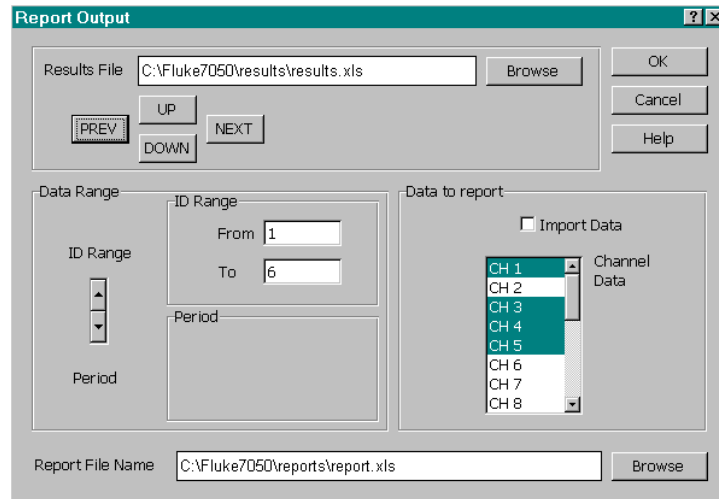 Report Output
Results File C:\Fluke7050\results\results.xls Browse
OK
Cancel
Help
PREV UP DOWN NEXT
Data Range
ID Range
Period
ID Range
From 1
To 6
Period
Data to report
Import Data
CH 1
CH 2
CH 3
CH 4
CH 5
CH 6
CH 7
CH 8
Channel
Data
Report File Name C:\Fluke7050\reports\report.xls Browse